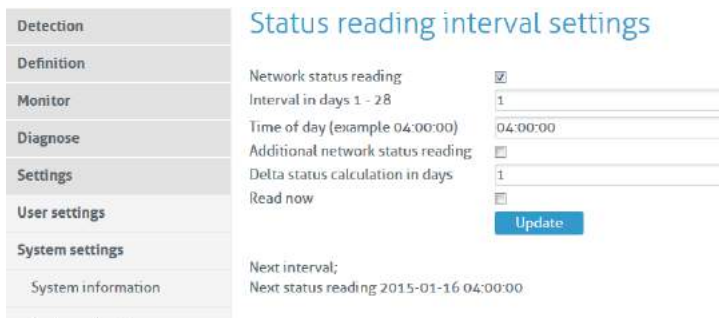 Detection
Definition
Monitor
Diagnose
Settings
User settings
System settings
System information
Status reading interval settings
Network status reading
Interval in days 1 - 28
1
Time of day (example 04:00:00)
04:00:00
Additional network status reading
Delta status calculation in days
1
Read now
Update
Next interval;
Next status reading 2015-01-16 04:00:00